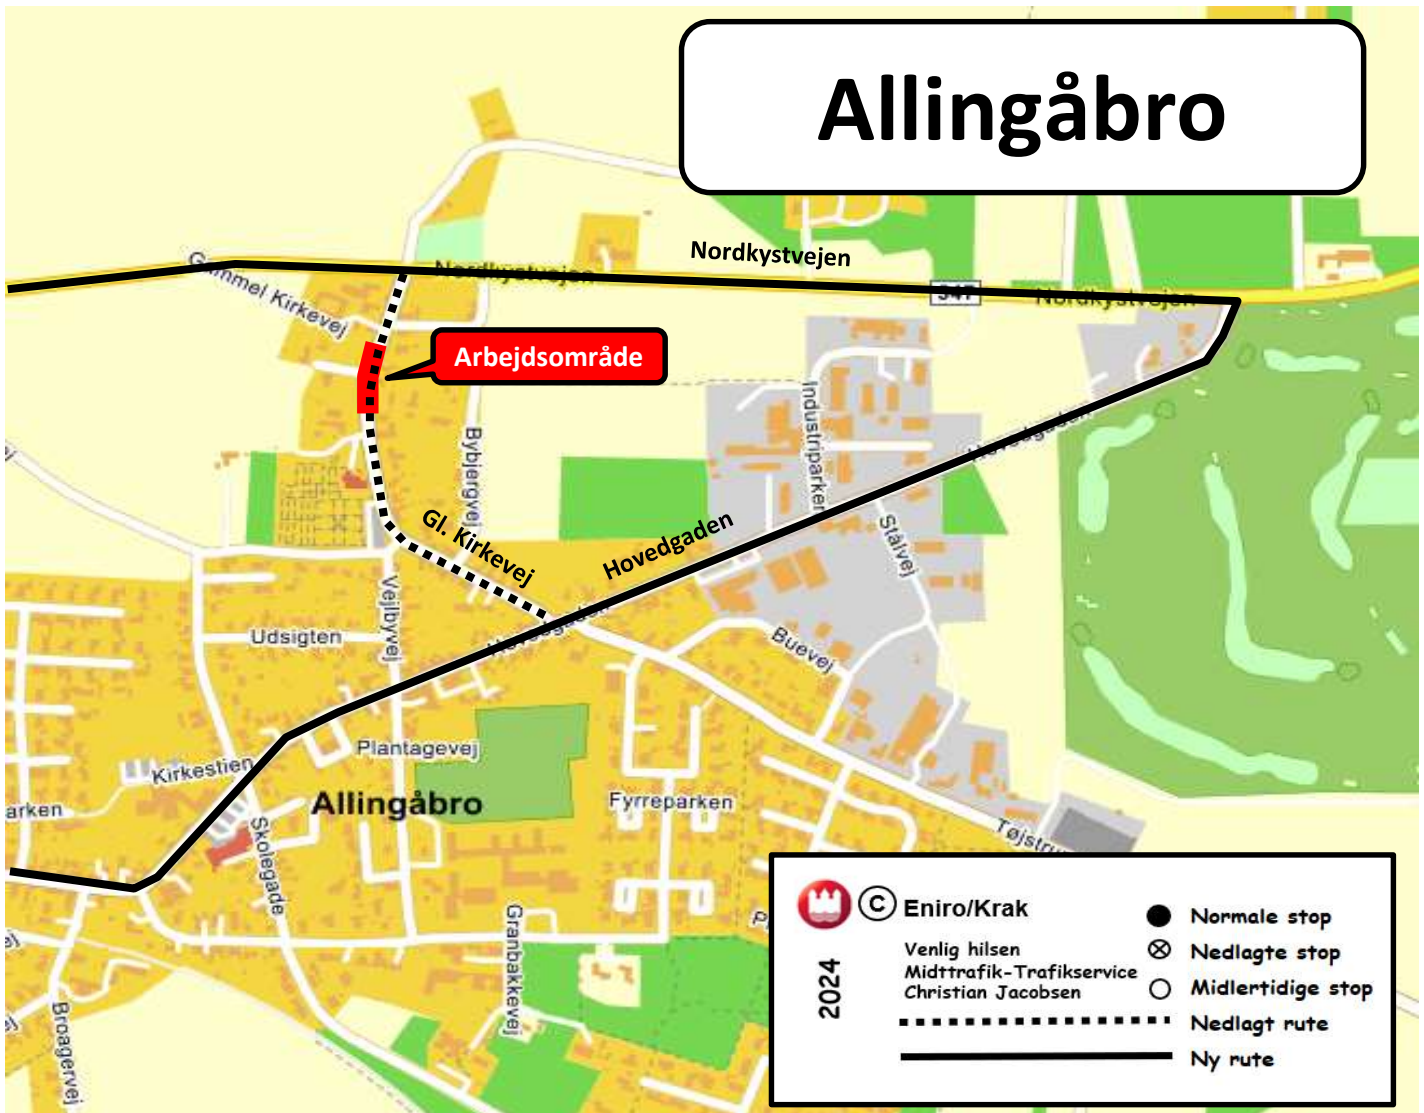 Allingåbro
Nordkystvejen
Gammel Kirkevej
Nordkystvejen
Nordkystvejen
Arbejdsområde
Industriparken
Hovedgaden
Bybjergvej
Gl. Kirkevej
Hovedgaden
Stålvej
Vejlbyvej
Udsigten
Hovedgaden
Buevej
Plantagevej
Kirkestien
Allingåbro
Fyrreparken
arken
Skolegade
Granbakkevej
Broagervej
C Eniro/Krak
Venlig hilsen
Midttrafik-Trafikservice
Christian Jacobsen
2024
Normale stop
Nedlagte stop
Midlertidige stop
Nedlagt rute
Ny rute